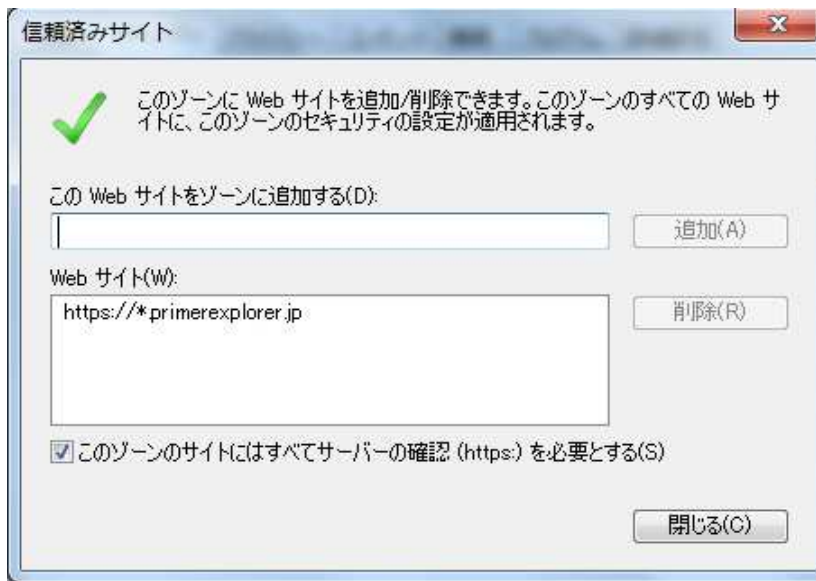 信頼済みサイト
このゾーンに Web サイトを追加/削除できます。このゾーンのすべての Web サ
イトに、このゾーンのセキュリティの設定が適用されます。
この Web サイトをゾーンに追加する(D):
追加(A)
Web サイト(W):
https://*.primerexplorer.jp
削除(R)
このゾーンのサイトにはすべてサーバーの確認 (https:) を必要とする(S)
閉じる(C)